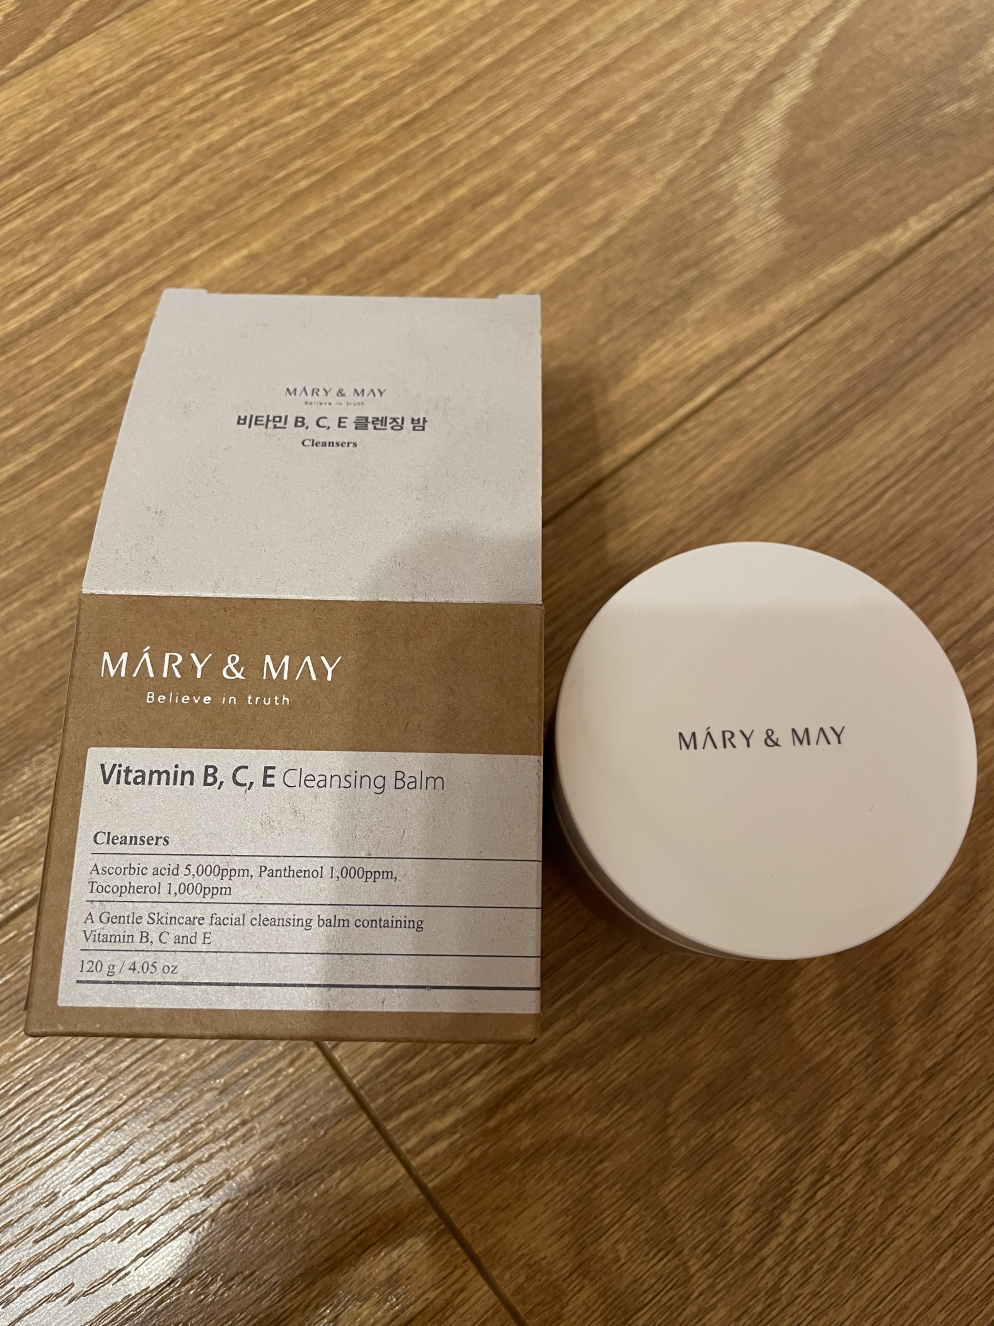 MÁRY & MAY
Believe in truth
비타민 B, C, E 클렌징 밤
Cleansers
MÁRY & MAY
Believe in truth
Vitamin B, C, E Cleansing Balm
Cleansers
Ascorbic acid 5,000ppm, Panthenol 1,000ppm,
Tocopherol 1,000ppm
A Gentle Skincare facial cleansing balm containing
Vitamin B, C and E
120 g / 4.05 oz
MÁRY & MAY